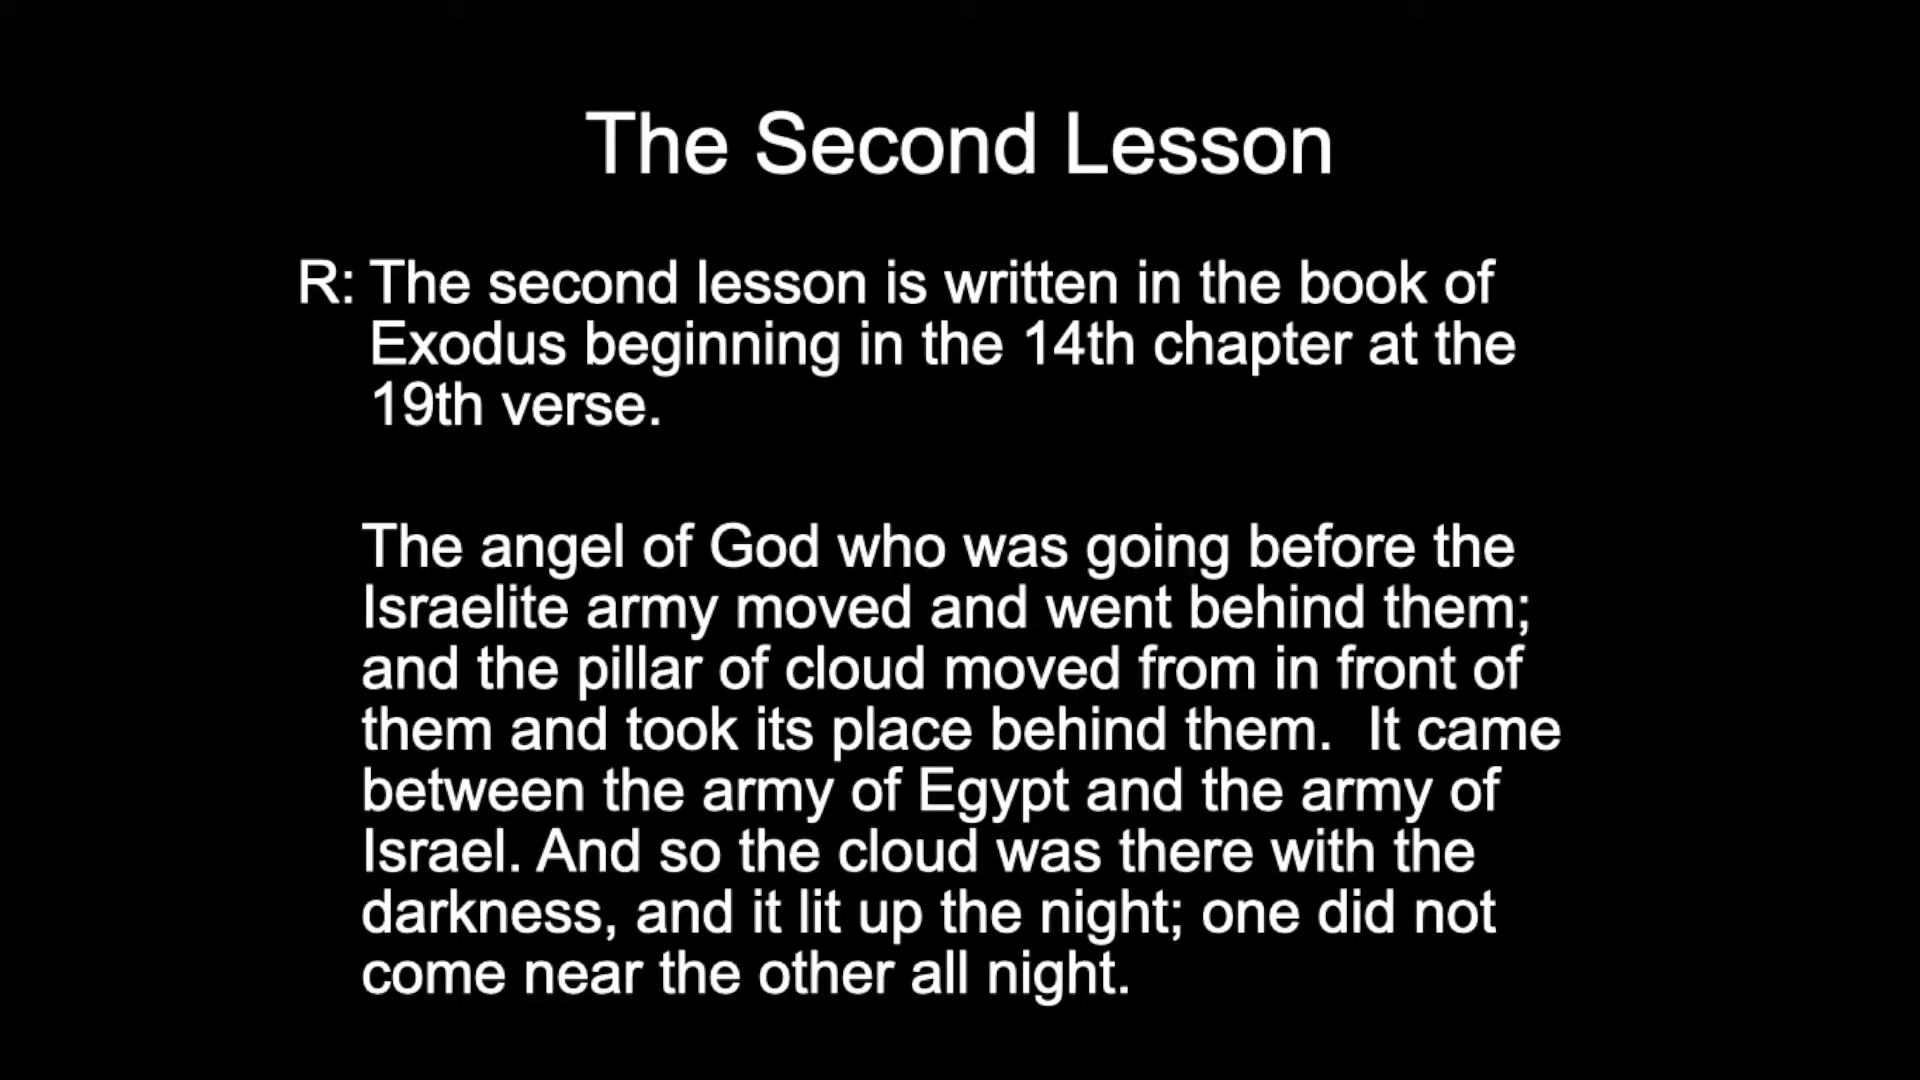 The Second Lesson
R: The second lesson is written in the book of
Exodus beginning in the 14th chapter at the
19th verse.
The angel of God who was going before the
Israelite army moved and went behind them;
and the pillar of cloud moved from in front of
them and took its place behind them.  It came
between the army of Egypt and the army of
Israel. And so the cloud was there with the
darkness, and it lit up the night; one did not
come near the other all night.